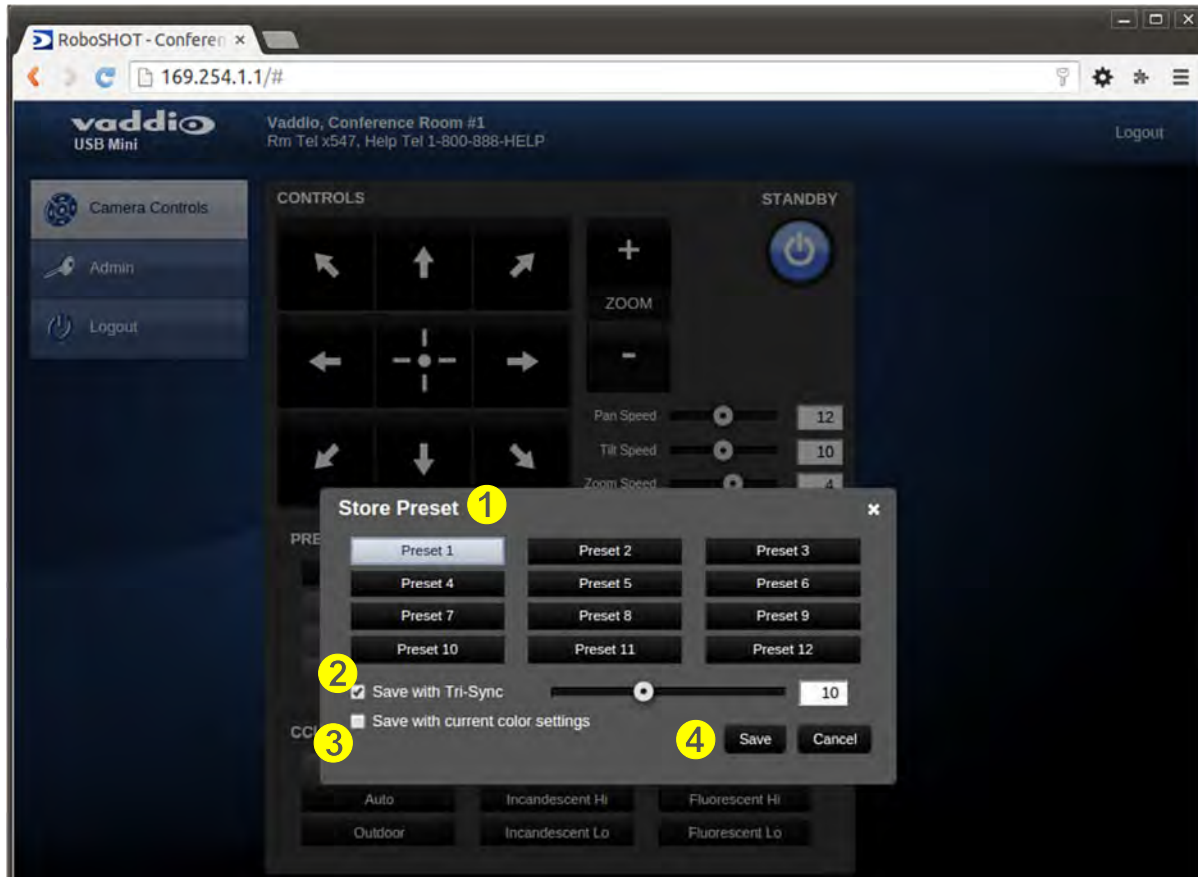 RoboSHOT - Conferen ×
169.254.1.1/#
vaddio
USB Mini
Vaddio, Conference Room #1
Rm Tel x547, Help Tel 1-800-888-HELP
Logout
Camera Controls
Admin
Logout
CONTROLS
STANDBY
+
ZOOM
-
Pan Speed 12
Tilt Speed 10
Zoom Speed 4
Store Preset 1
PRE
Preset 1 Preset 2 Preset 3
Preset 4 Preset 5 Preset 6
Preset 7 Preset 8 Preset 9
Preset 10 Preset 11 Preset 12
2
Save with Tri-Sync 10
Save with current color settings
CCU
3
4
Save Cancel
Auto Incandescent Hi Fluorescent Hi
Outdoor Incandescent Lo Fluorescent Lo